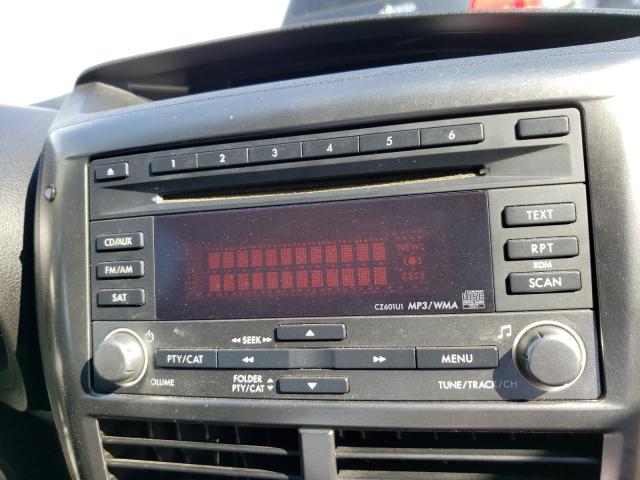 1 2 3 4 5 6
CD/AUX
FM/AM
SAT
TEXT
RPT
RDM
SCAN
CZ601U1 MP3/WMA
SEEK
PTY/CAT
MENU
OLUME
FOLDER
PTY/CAT
TUNE/TRACK/CH